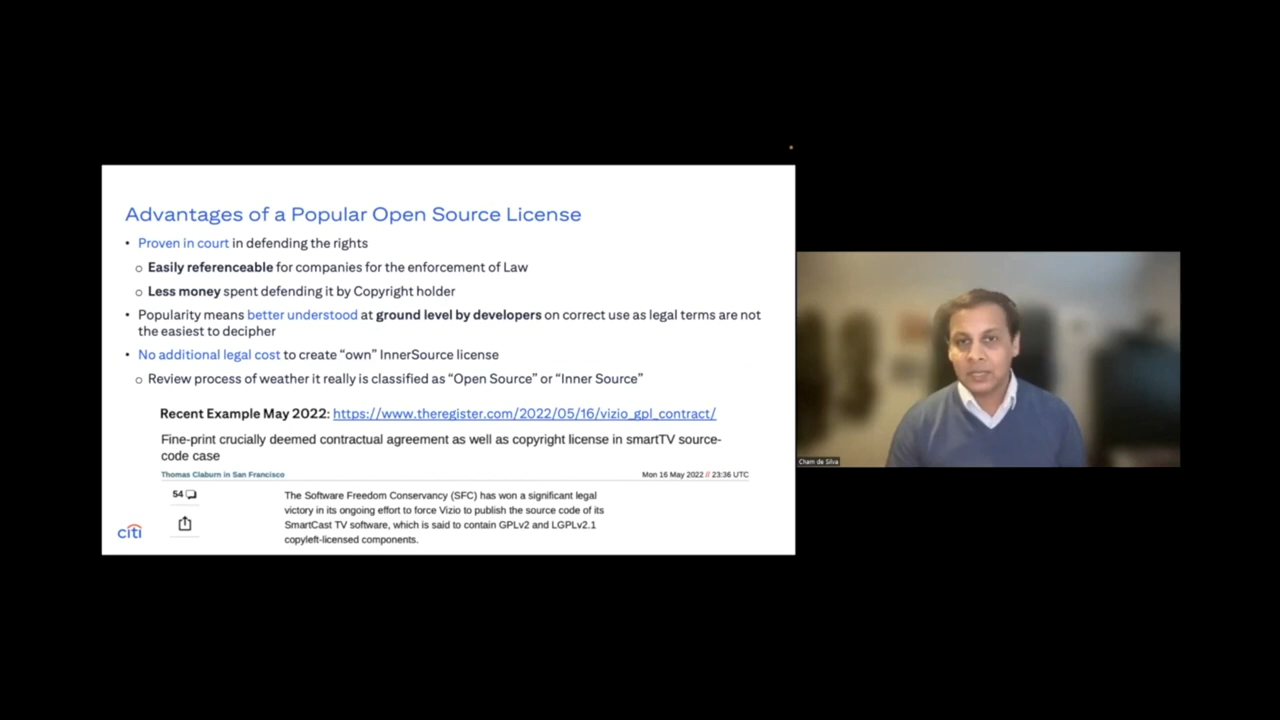 Advantages of a Popular Open Source License
• Proven in court in defending the rights
o Easily referenceable for companies for the enforcement of Law
o Less money spent defending it by Copyright holder
• Popularity means better understood at ground level by developers on correct use as legal terms are not
the easiest to decipher
• No additional legal cost to create “own” InnerSource license
o Review process of weather it really is classified as “Open Source” or “Inner Source”
Recent Example May 2022: https://www.theregister.com/2022/05/16/vizio_gpl_contract/
Fine-print crucially deemed contractual agreement as well as copyright license in smartTV source-
code case
Thomas Claburn in San Francisco
Mon 16 May 2022 // 23:36 UTC
54
The Software Freedom Conservancy (SFC) has won a significant legal
victory in its ongoing effort to force Vizio to publish the source code of its
SmartCast TV software, which is said to contain GPLv2 and LGPLv2.1
copyleft-licensed components.
citi
Cham de Silva